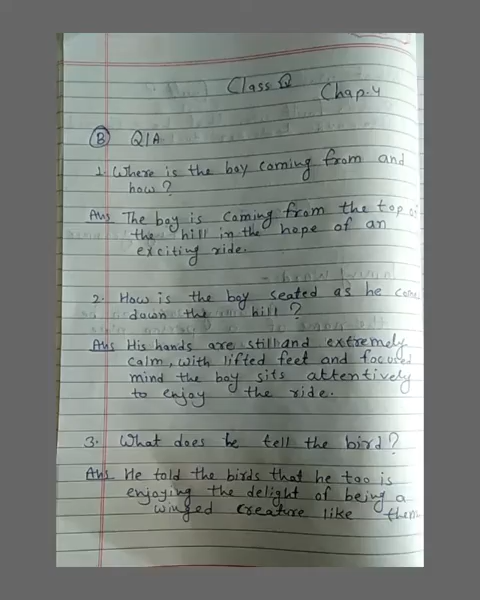 Class 8
Chap.4
(B) Q/A
1. Where is the boy coming from and
how?
Ans The boy is coming from the top of
the hill in the hope of an
exciting ride.
2. How is the boy seated as he come
down the hill?
Ans His hands are still and extremely
calm, with lifted feet and focused
mind the boy sits attentively
to enjoy the ride.
3. What does he tell the bird?
Ans He told the birds that he too is
enjoying the delight of being a
winged creature like them